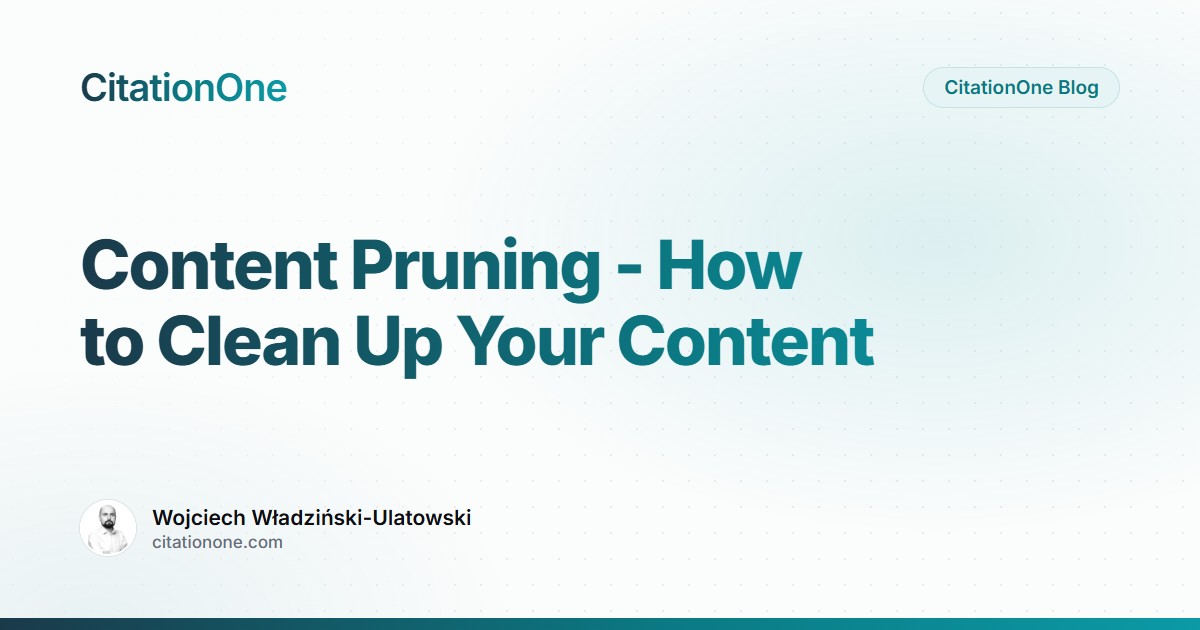 CitationOne
CitationOne Blog
Content Pruning - How
to Clean Up Your Content
Wojciech Władziński-Ulatowski
citationone.com